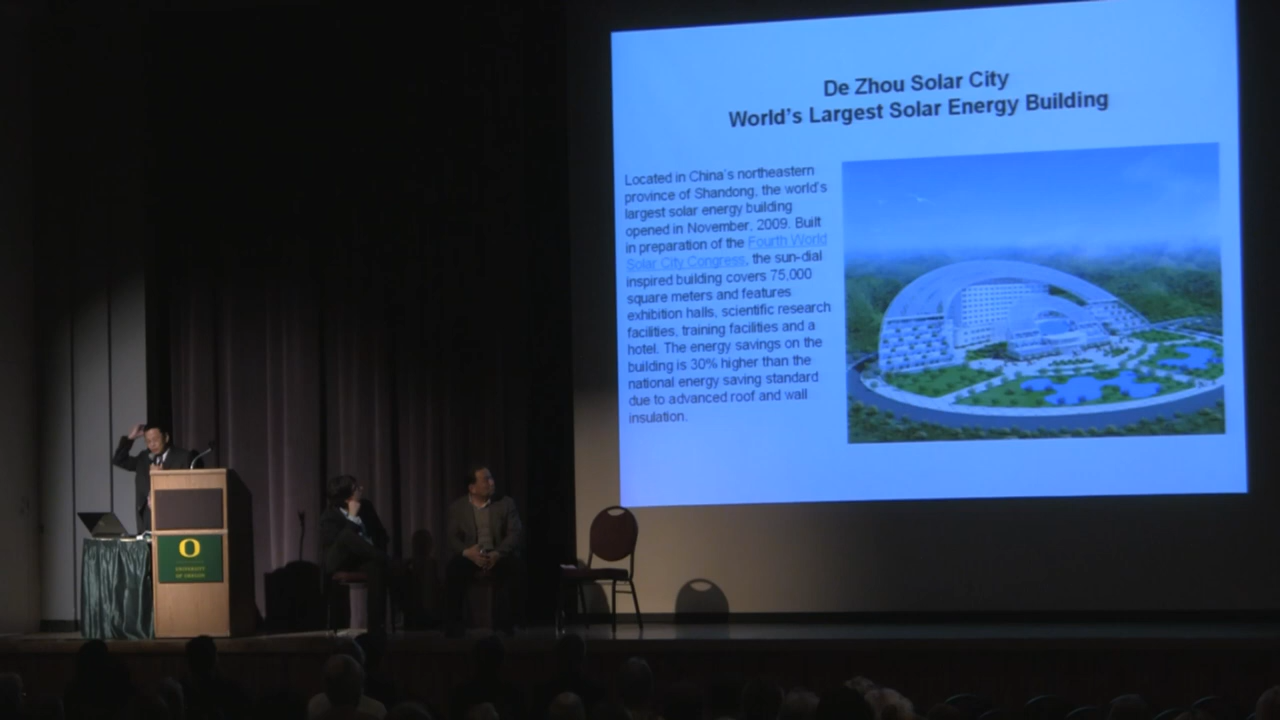 De Zhou Solar City
World's Largest Solar Energy Building
Located in China's northeastern
province of Shandong, the world's
largest solar energy building
opened in November, 2009. Built
in preparation of the Fourth World
Solar City Congress, the sun-dial
inspired building covers 75,000
square meters and features
exhibition halls, scientific research
facilities, training facilities and a
hotel. The energy savings on the
building is 30% higher than the
national energy saving standard
due to advanced roof and wall
insulation.
O
UNIVERSITY
OF OREGON